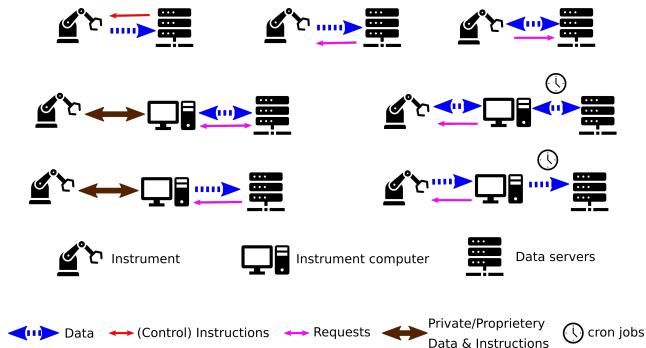 Instrument
Instrument computer
Data servers
Data
(Control) Instructions
Requests
Private/Proprietery
Data & Instructions
cron jobs